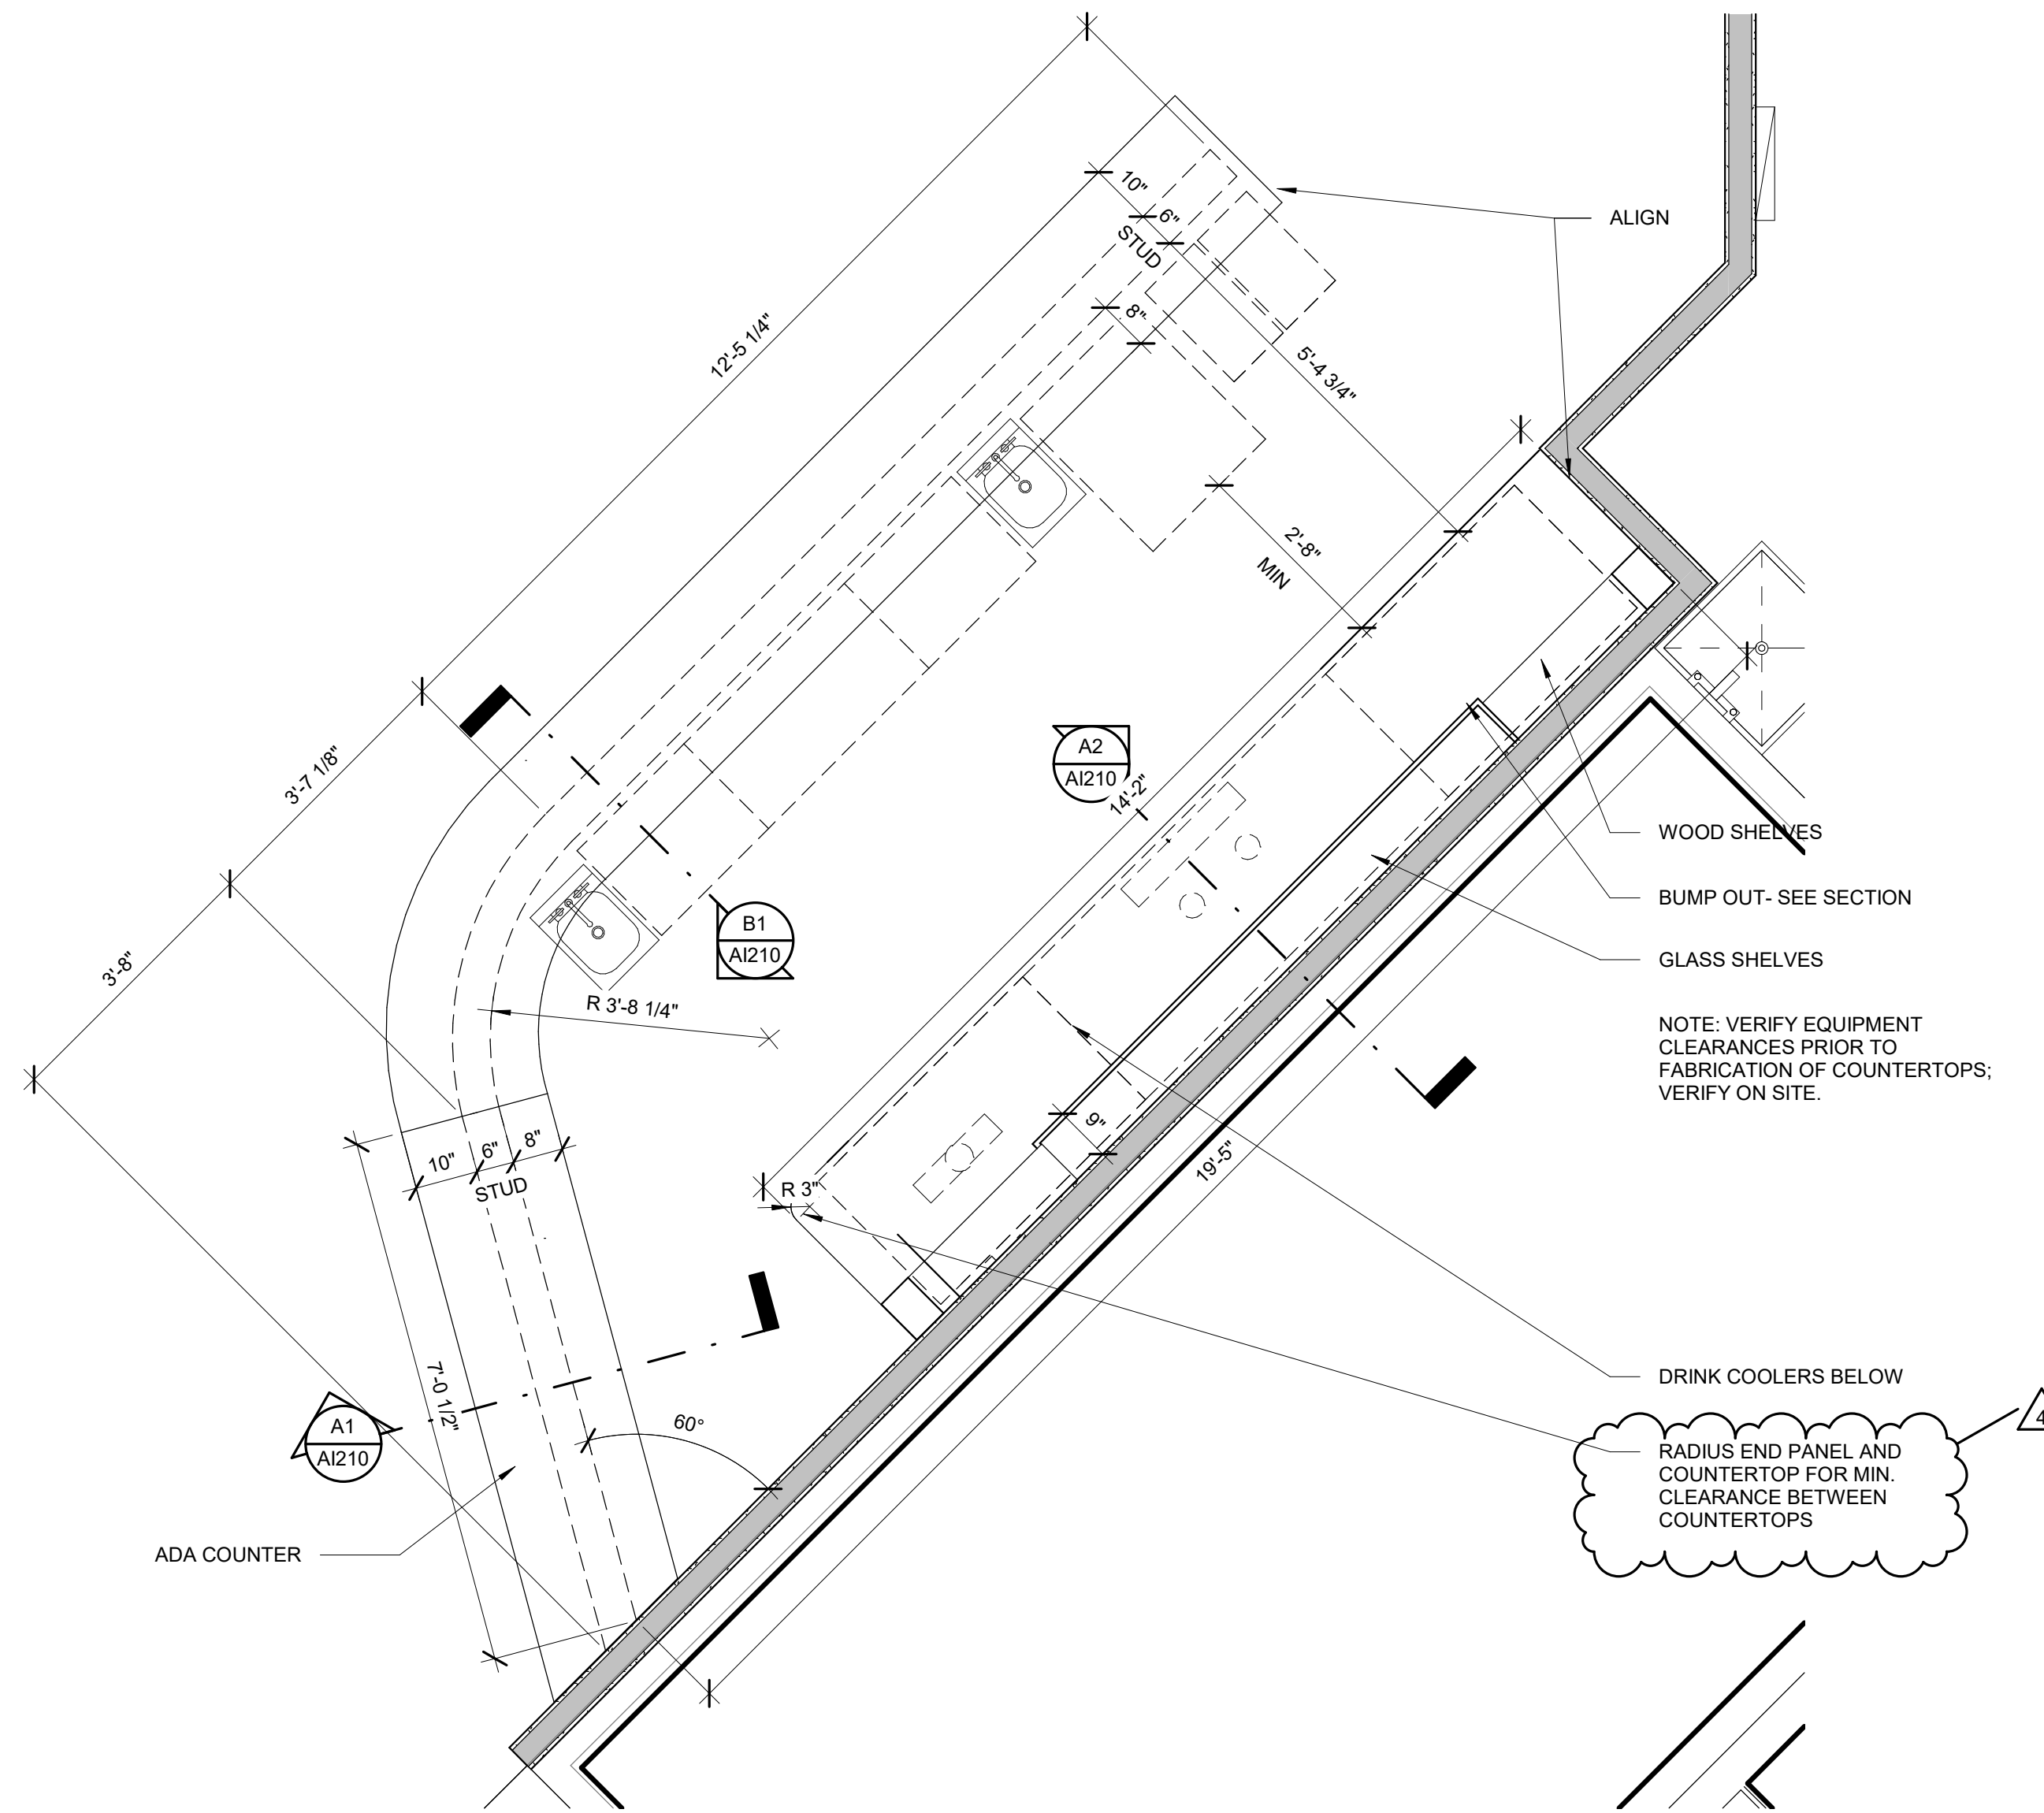 ALIGN
10"
6"
STUD
8"
12'-5 1/4"
5'-4 3/4"
2'-8"
MIN
3'-7 1/8"
A2
AI210
14'-2"
WOOD SHELVES
BUMP OUT- SEE SECTION
B1
AI210
3'-8"
GLASS SHELVES
R 3'-8 1/4"
NOTE: VERIFY EQUIPMENT
CLEARANCES PRIOR TO
FABRICATION OF COUNTERTOPS;
VERIFY ON SITE.
9"
10"
6"
8"
STUD
R 3"
19'-5"
DRINK COOLERS BELOW
7'-0 1/2"
A1
AI210
60°
4
RADIUS END PANEL AND
COUNTERTOP FOR MIN.
CLEARANCE BETWEEN
COUNTERTOPS
ADA COUNTER